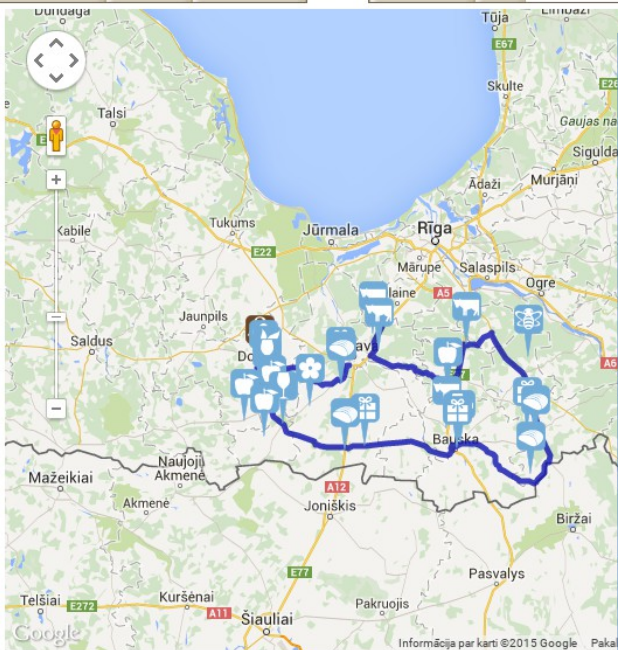 Dundaga
Limbaži
Tūja
E67
Skulte
Talsi
Gaujas na
Sigulda
Murjāņi
Ādaži
Kabile
Tukums
Jūrmala
Rīga
E22
Mārupe
Salaspils
Ogre
A5
laine
Jaunpils
Saldus
Do
A6
Bauska
Naujoji
Akmenė
Mažeikiai
Akmenė
A12
Joniškis
Biržai
E77
Pasvalys
Telšiai
E272
Kuršėnai
A11
Pakruojis
Šiauliai
Google
Informācija par karti ©2015 Google
Pakal